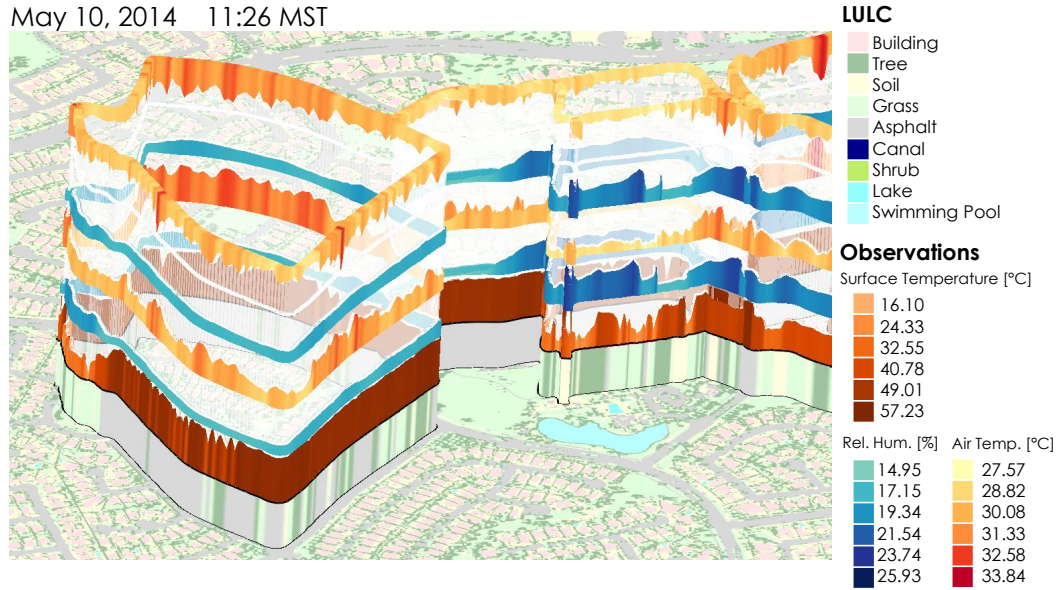 May 10, 2014 11:26 MST
LULC
Building
Tree
Soil
Grass
Asphalt
Canal
Shrub
Lake
Swimming Pool
Observations
Surface Temperature [°C]
16.10
24.33
32.55
40.78
49.01
57.23
Rel. Hum. [%] Air Temp. [°C]
14.95 27.57
17.15 28.82
19.34 30.08
21.54 31.33
23.74 32.58
25.93 33.84